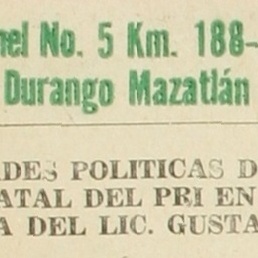 nel No. 5 Km. 188-
Durango Mazatlán
DES POLITICAS D
ATAL DEL PRI EN
A DEL LIC. GUSTA